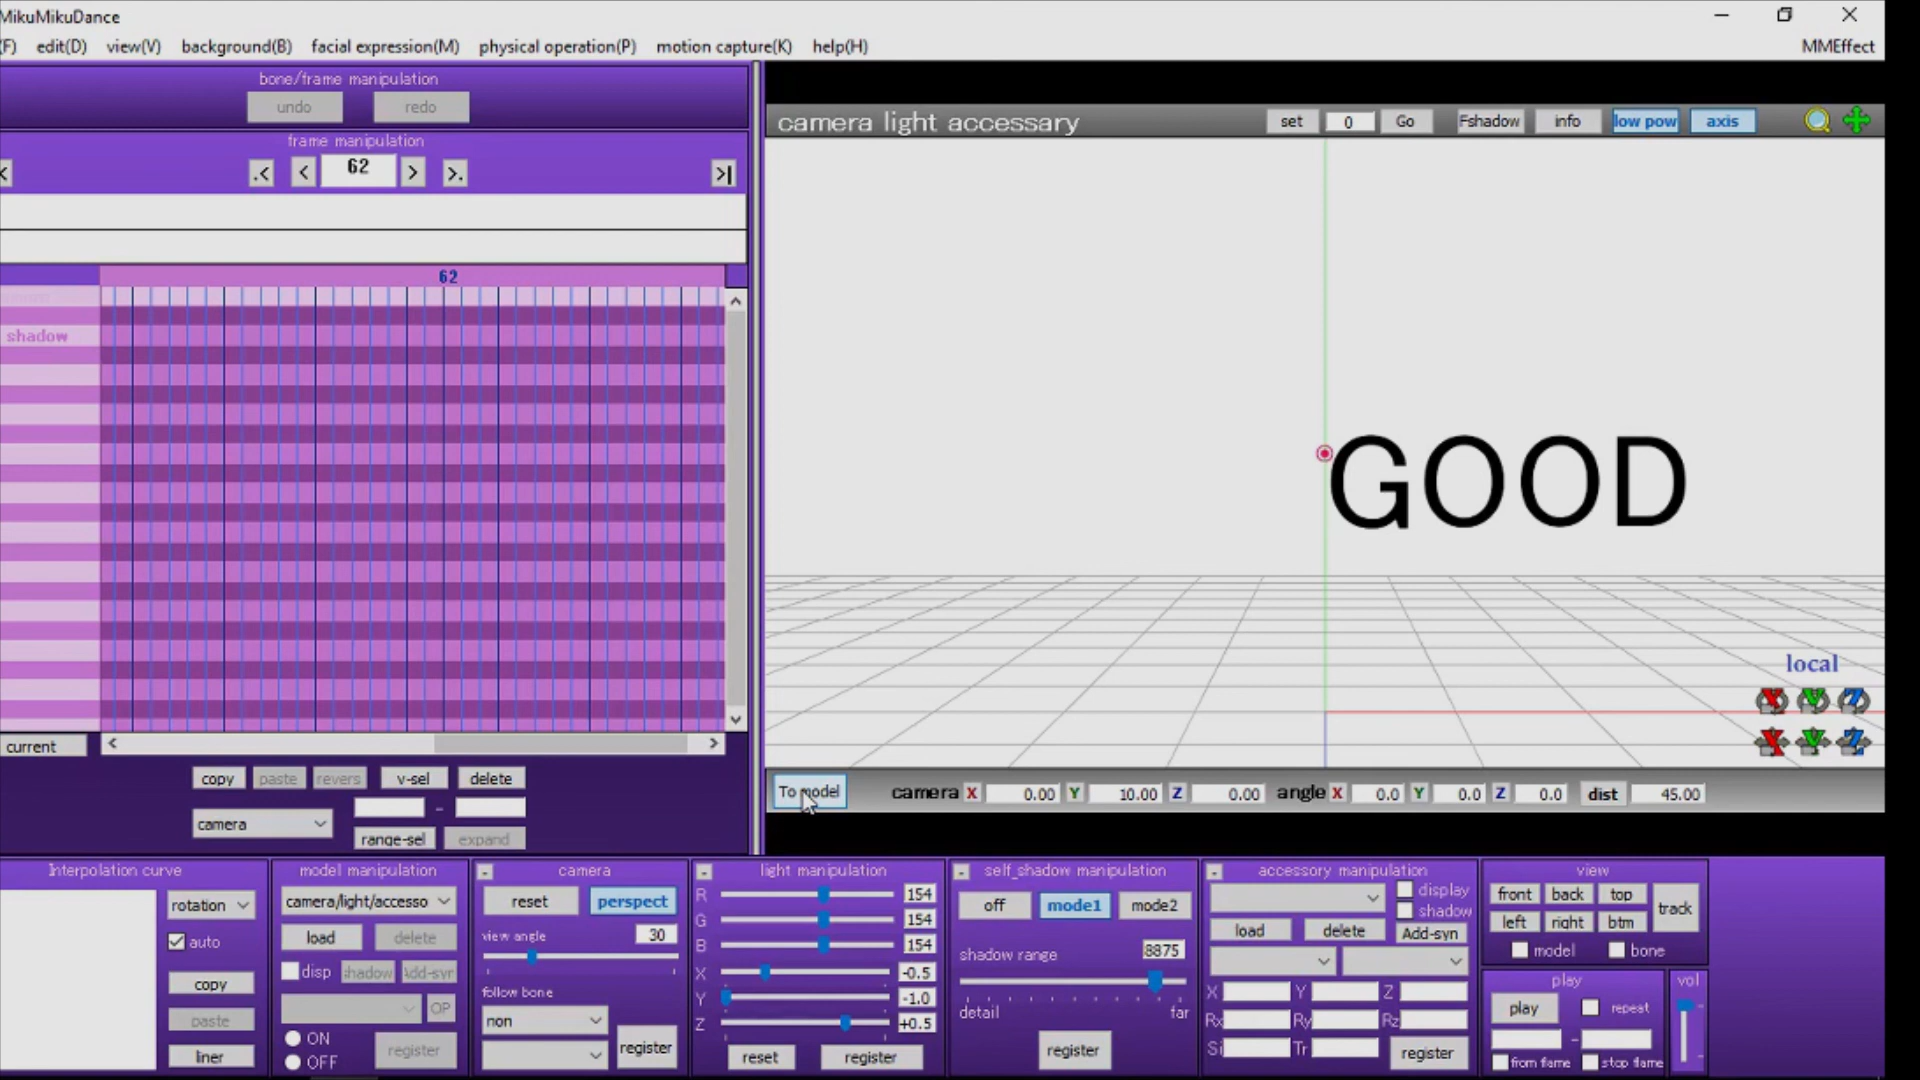 MikuMikuDance
(F) edit(D) view(V) background(B) facial expression(M) physical operation(P) motion capture(K) help(H) MMEffect
bone/frame manipulation
undo redo
frame manipulation
.< < 62 > >. >|
62
shadow
current
copy paste revers v-sel delete
camera -
range-sel expand
camera light accessary set 0 Go Fshadow info low pow axis
GOOD
local
X Y Z
X Y Z
To model camera X 0.00 Y 10.00 Z 0.00 angle X 0.0 Y 0.0 Z 0.0 dist 45.00
Interpolation curve
rotation
auto
copy
paste
liner
model manipulation
camera/light/accesso
load delete
disp shadow Add-syn
OP
ON
OFF
register
- camera
reset perspect
view angle 30
follow bone
non
register
- light manipulation
R 154
G 154
B 154
X -0.5
Y -1.0
Z +0.5
reset register
- self_shadow manipulation
off mode1 mode2
shadow range 8875
detail far
register
- accessory manipulation
display
shadow
load delete Add-syn
X Y Z
Rx Ry Rz
Si Tr register
view
front back top
left right btm
track
model bone
play
play repeat
-
from flame stop flame
vol